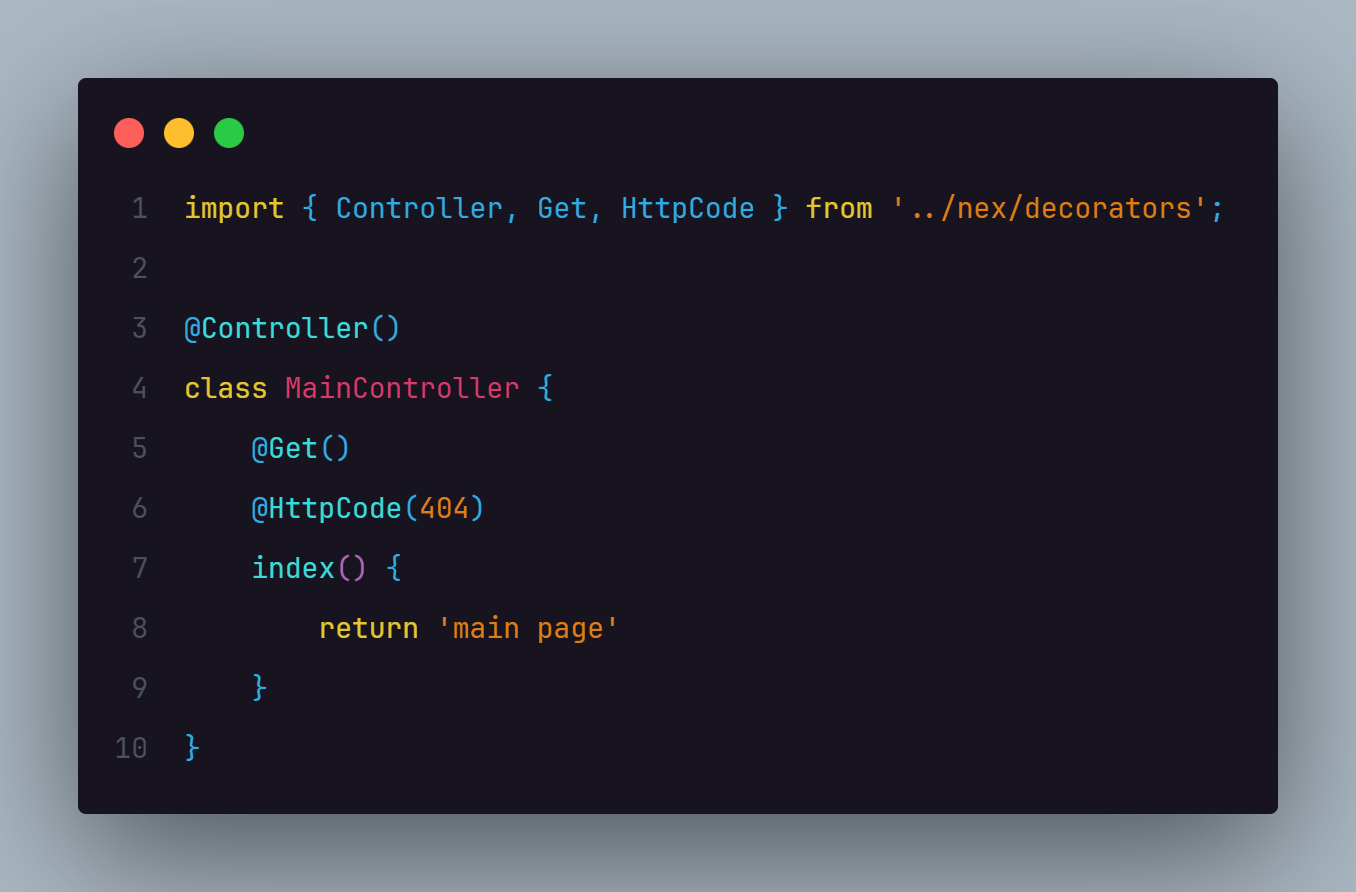 1 import { Controller, Get, HttpCode } from '../nex/decorators';
2
3 @Controller()
4 class MainController {
5     @Get()
6     @HttpCode(404)
7     index() {
8         return 'main page'
9     }
10 }